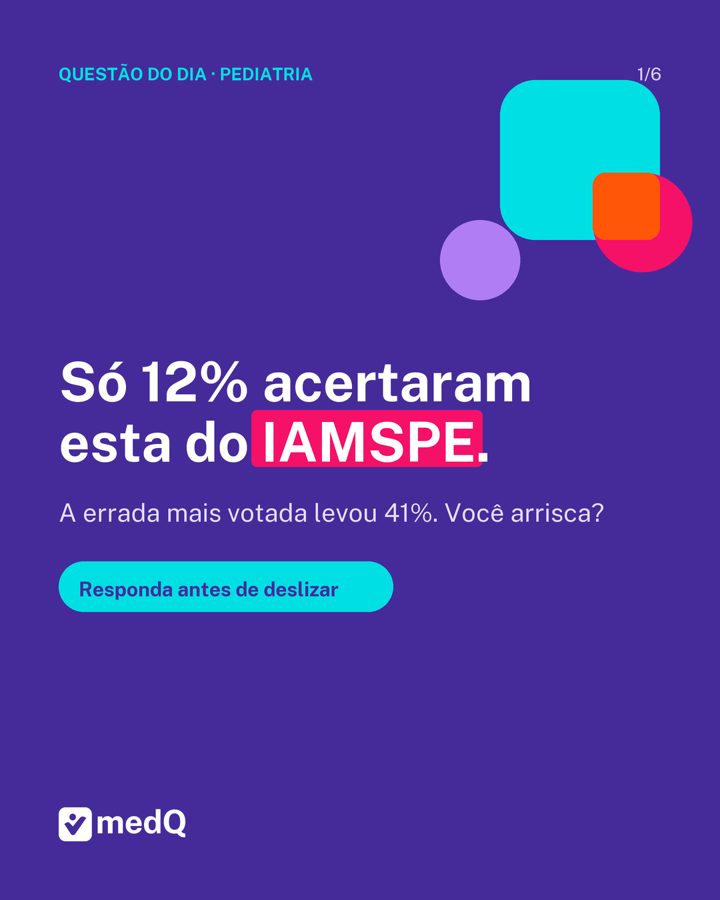 QUESTÃO DO DIA · PEDIATRIA
1/6
Só 12% acertaram
esta do IAMSPE.
A errada mais votada levou 41%. Você arrisca?
Responda antes de deslizar
medQ